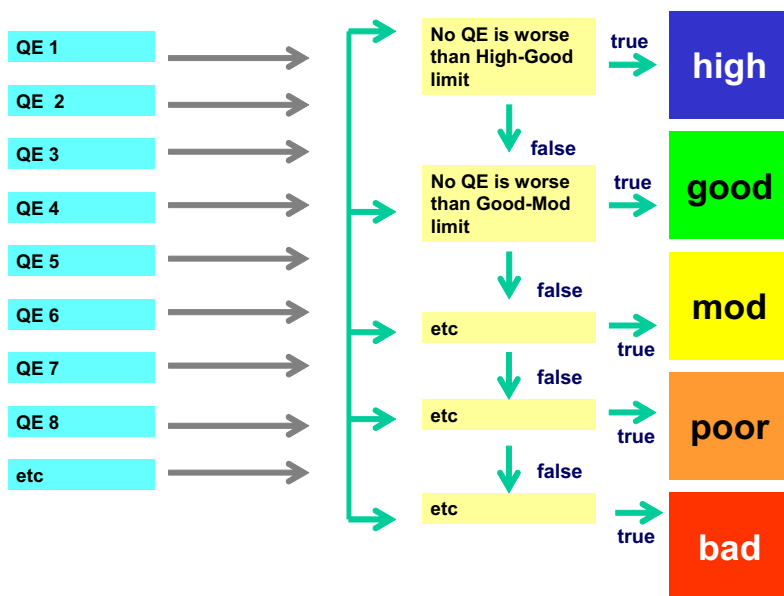 QE 1
QE 2
QE 3
QE 4
QE 5
QE 6
QE 7
QE 8
etc
No QE is worse
than High-Good
limit
true
high
false
No QE is worse
than Good-Mod
limit
true
good
false
etc
true
mod
false
etc
true
poor
false
etc
true
bad